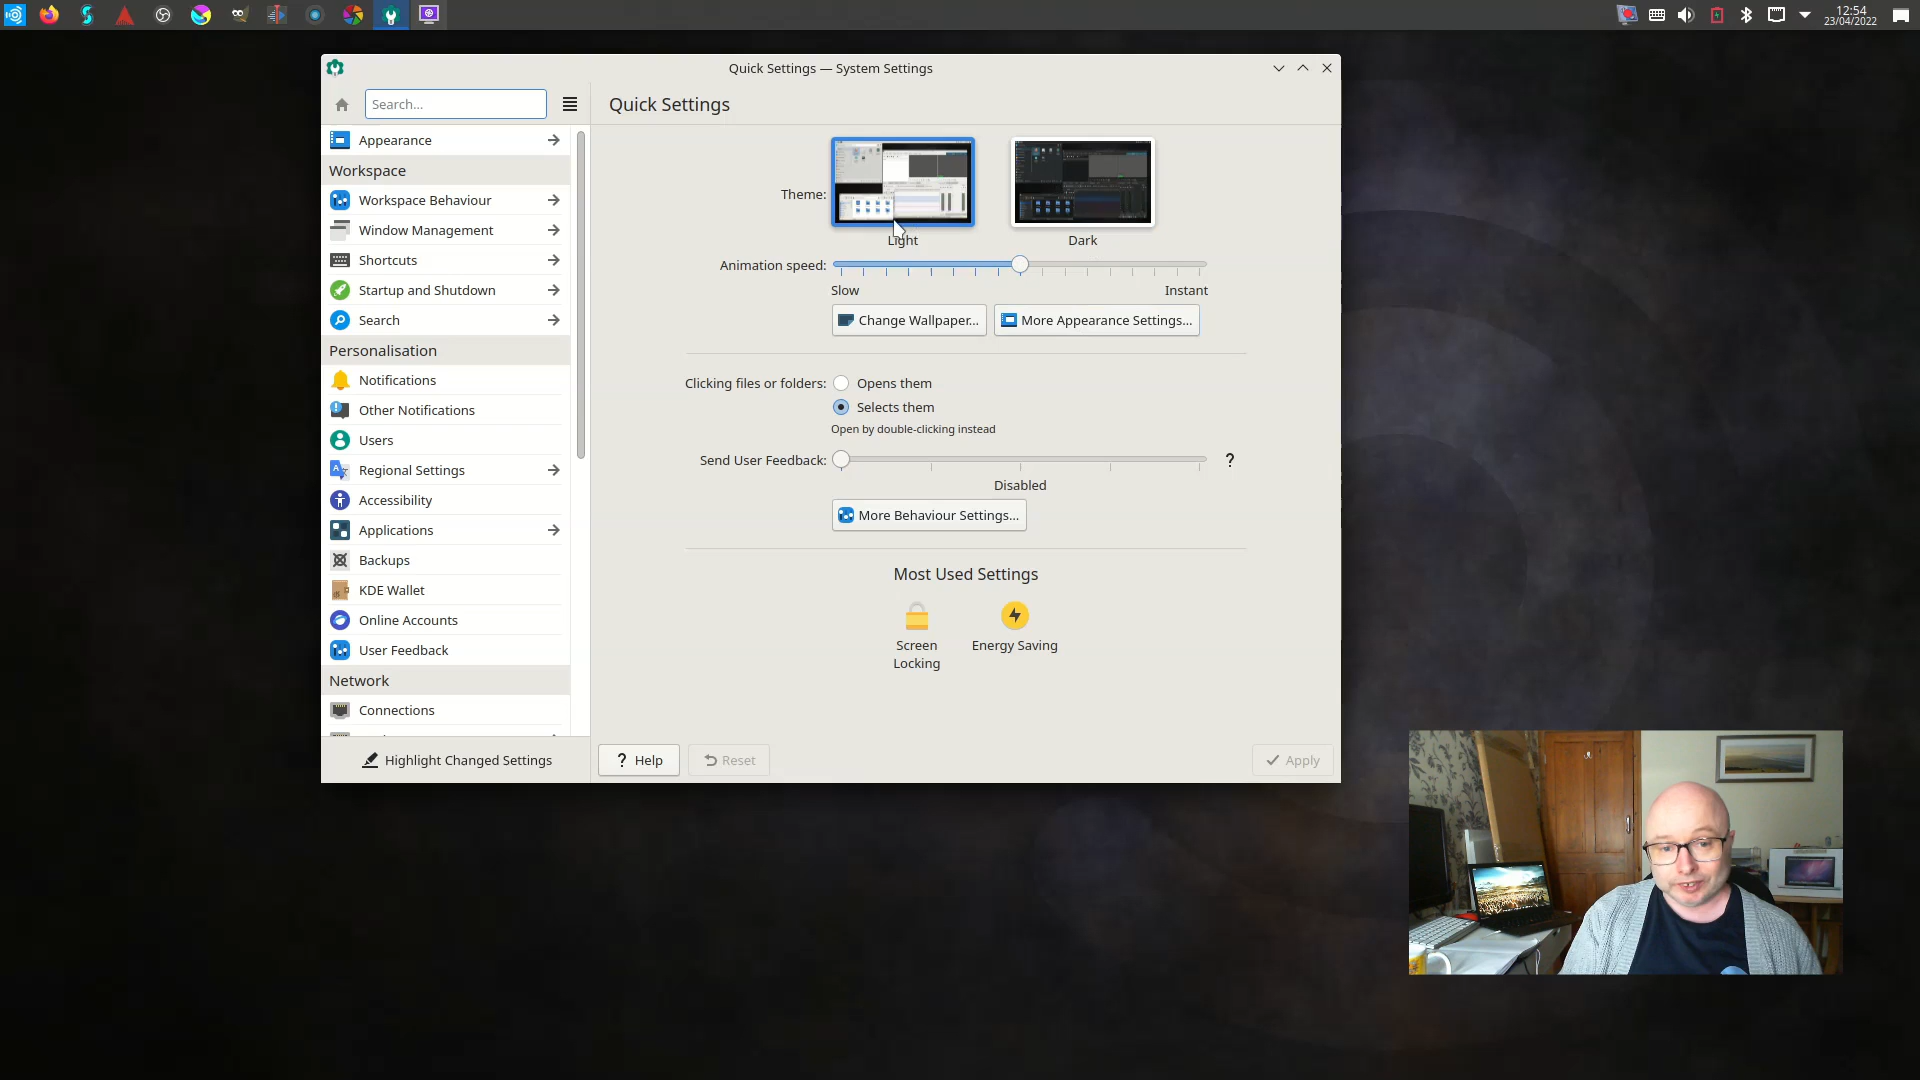 12:54
23/04/2022
Quick Settings — System Settings
Search...
Quick Settings
Appearance
Workspace
Workspace Behaviour
Window Management
Shortcuts
Startup and Shutdown
Search
Personalisation
Notifications
Other Notifications
Users
Regional Settings
Accessibility
Applications
Backups
KDE Wallet
Online Accounts
User Feedback
Network
Connections
Highlight Changed Settings
Theme:
Light
Dark
Animation speed:
Slow
Instant
Change Wallpaper...
More Appearance Settings...
Clicking files or folders:
Opens them
Selects them
Open by double-clicking instead
Send User Feedback:
?
Disabled
More Behaviour Settings...
Most Used Settings
Screen
Locking
Energy Saving
? Help
Reset
Apply